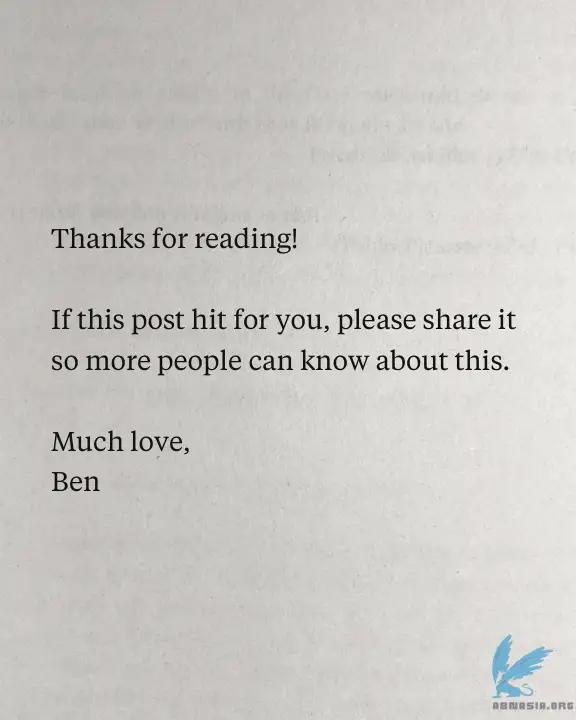 Thanks for reading!
If this post hit for you, please share it
so more people can know about this.
Much love,
Ben
ABNASIA.ORG